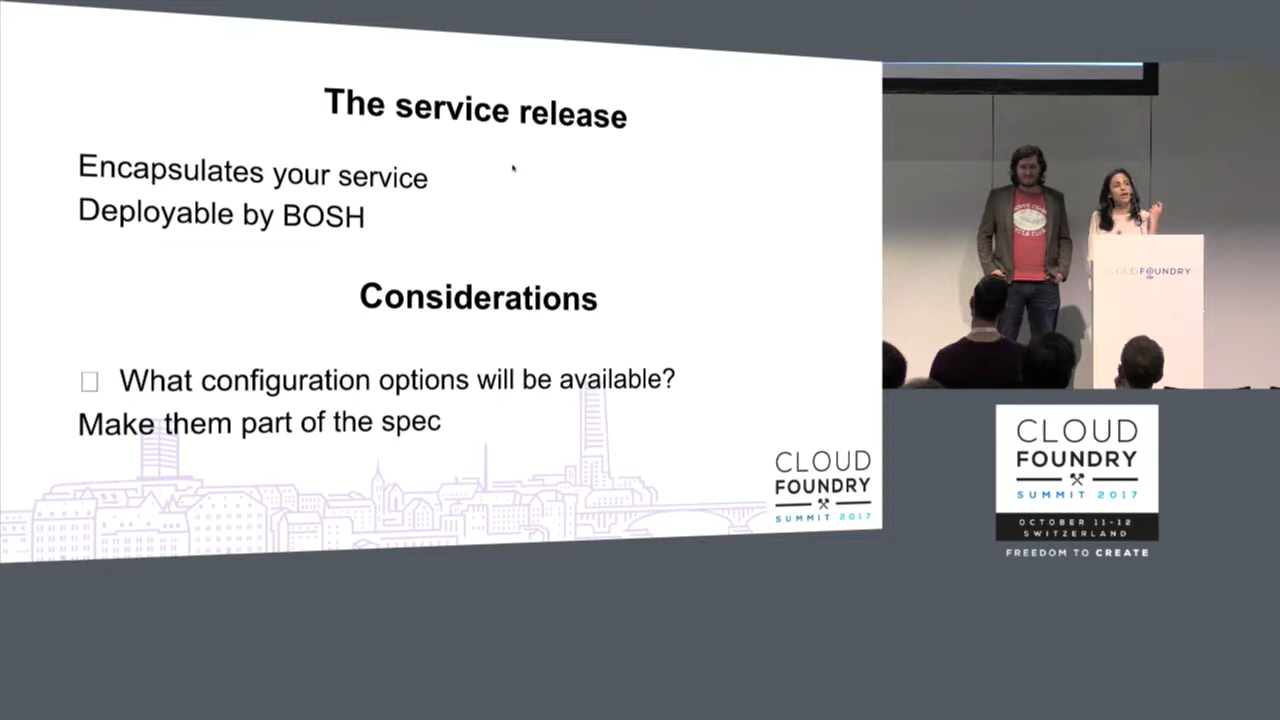 The service release
Encapsulates your service
Deployable by BOSH
Considerations
What configuration options will be available?
Make them part of the spec
CLOUD
FOUNDRY
SUMMIT 2017
CLOUD FOUNDRY
CLOUD
FOUNDRY
SUMMIT 2017
OCTOBER 11-12
SWITZERLAND
FREEDOM TO CREATE